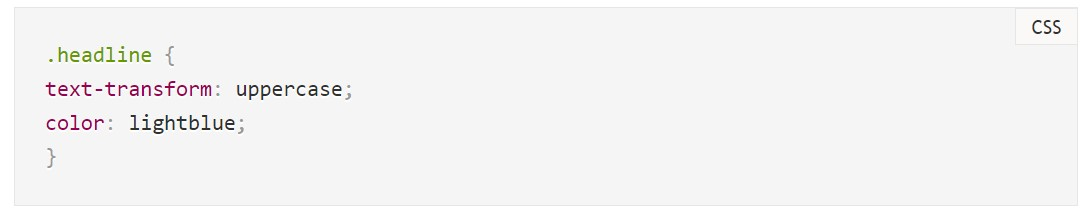 CSS
.headline {
text-transform: uppercase;
color: lightblue;
}